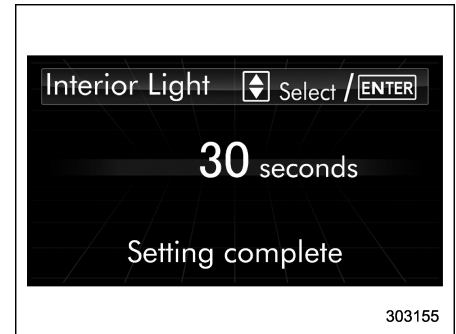 Interior Light Select / ENTER
30 seconds
Setting complete
303155